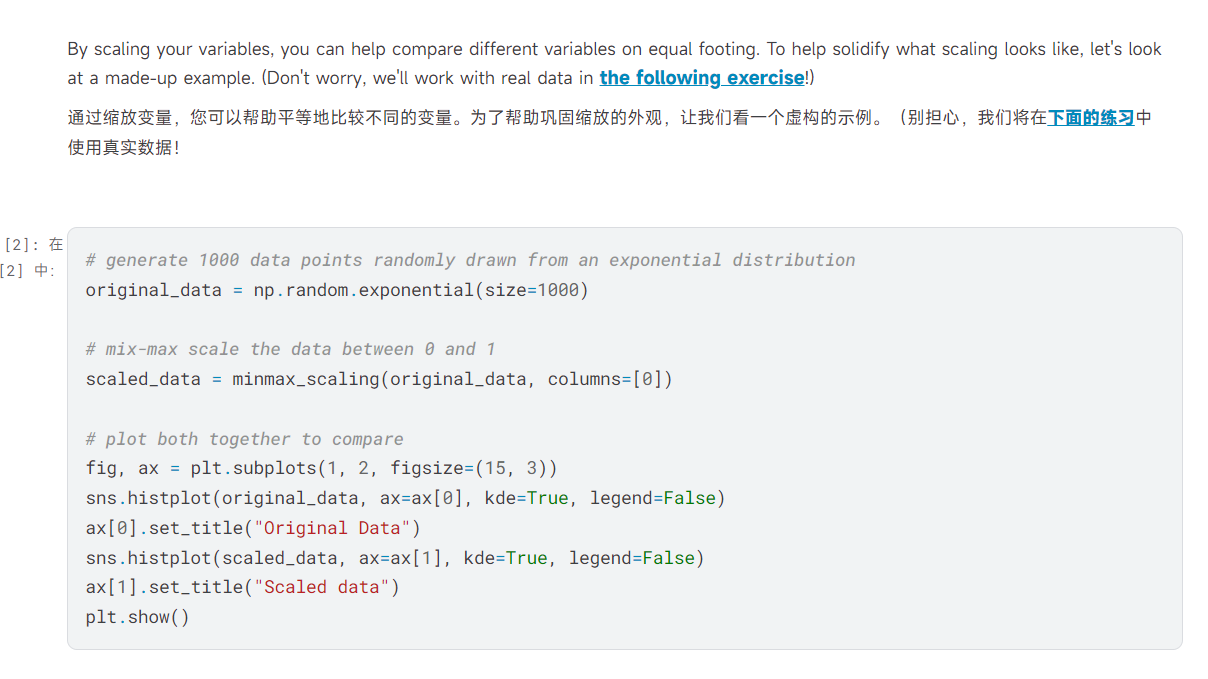 By scaling your variables, you can help compare different variables on equal footing. To help solidify what scaling looks like, let's look
at a made-up example. (Don't worry, we'll work with real data in the following exercise!)
通过缩放变量，您可以帮助平等地比较不同的变量。为了帮助巩固缩放的外观，让我们看一个虚构的示例。（别担心，我们将在下面的练习中
使用真实数据！
[2]: 在
[2] 中:
# generate 1000 data points randomly drawn from an exponential distribution
original_data = np.random.exponential(size=1000)
# mix-max scale the data between 0 and 1
scaled_data = minmax_scaling(original_data, columns=[0])
# plot both together to compare
fig, ax = plt.subplots(1, 2, figsize=(15, 3))
sns.histplot(original_data, ax=ax[0], kde=True, legend=False)
ax[0].set_title("Original Data")
sns.histplot(scaled_data, ax=ax[1], kde=True, legend=False)
ax[1].set_title("Scaled data")
plt.show()